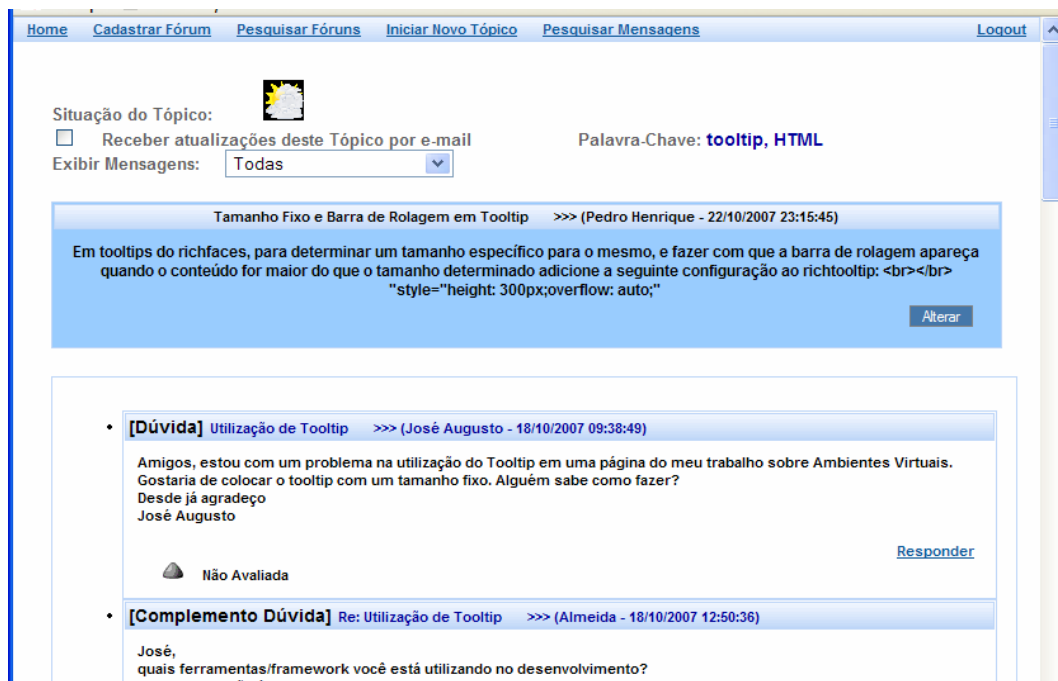 Home Cadastrar Fórum Pesquisar Fóruns Iniciar Novo Tópico Pesquisar Mensagens Logout
Situação do Tópico:
Receber atualizações deste Tópico por e-mail Palavra-Chave: tooltip, HTML
Exibir Mensagens: Todas
Tamanho Fixo e Barra de Rolagem em Tooltip >>> (Pedro Henrique - 22/10/2007 23:15:45)
Em tooltips do richfaces, para determinar um tamanho específico para o mesmo, e fazer com que a barra de rolagem apareça
quando o conteúdo for maior do que o tamanho determinado adicione a seguinte configuração ao richtooltip: <br></br>
"style="height: 300px;overflow: auto;"
Alterar
[Dúvida] Utilização de Tooltip >>> (José Augusto - 18/10/2007 09:38:49)
Amigos, estou com um problema na utilização do Tooltip em uma página do meu trabalho sobre Ambientes Virtuais.
Gostaria de colocar o tooltip com um tamanho fixo. Alguém sabe como fazer?
Desde já agradeço
José Augusto
Responder
Não Avaliada
[Complemento Dúvida] Re: Utilização de Tooltip >>> (Almeida - 18/10/2007 12:50:36)
José,
quais ferramentas/framework você está utilizando no desenvolvimento?